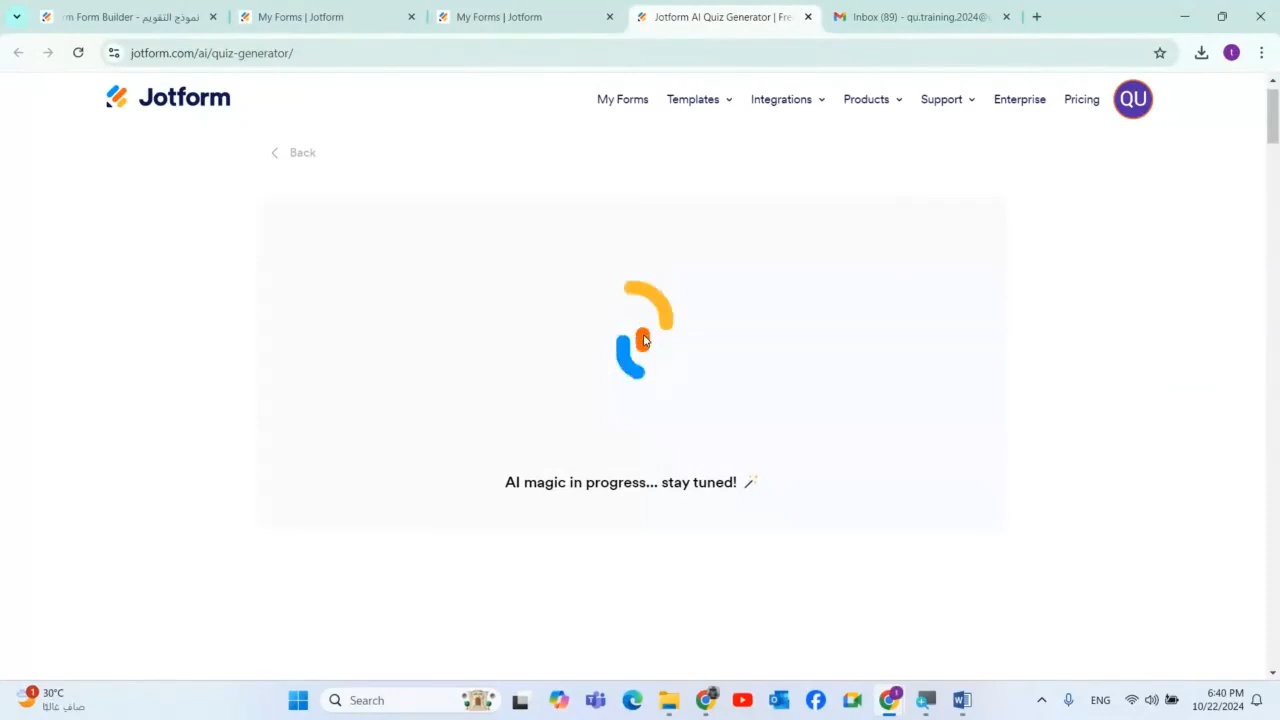 m Form Builder - نموذج التقويم
My Forms | Jotform
My Forms | Jotform
Jotform AI Quiz Generator | Fre
Inbox (89) - qu.training.2024@
jotform.com/ai/quiz-generator/
t
Jotform
My Forms
Templates
Integrations
Products
Support
Enterprise
Pricing
QU
Back
AI magic in progress... stay tuned!
1
30°C
صافي غالبًا
Search
ENG
6:40 PM
10/22/2024